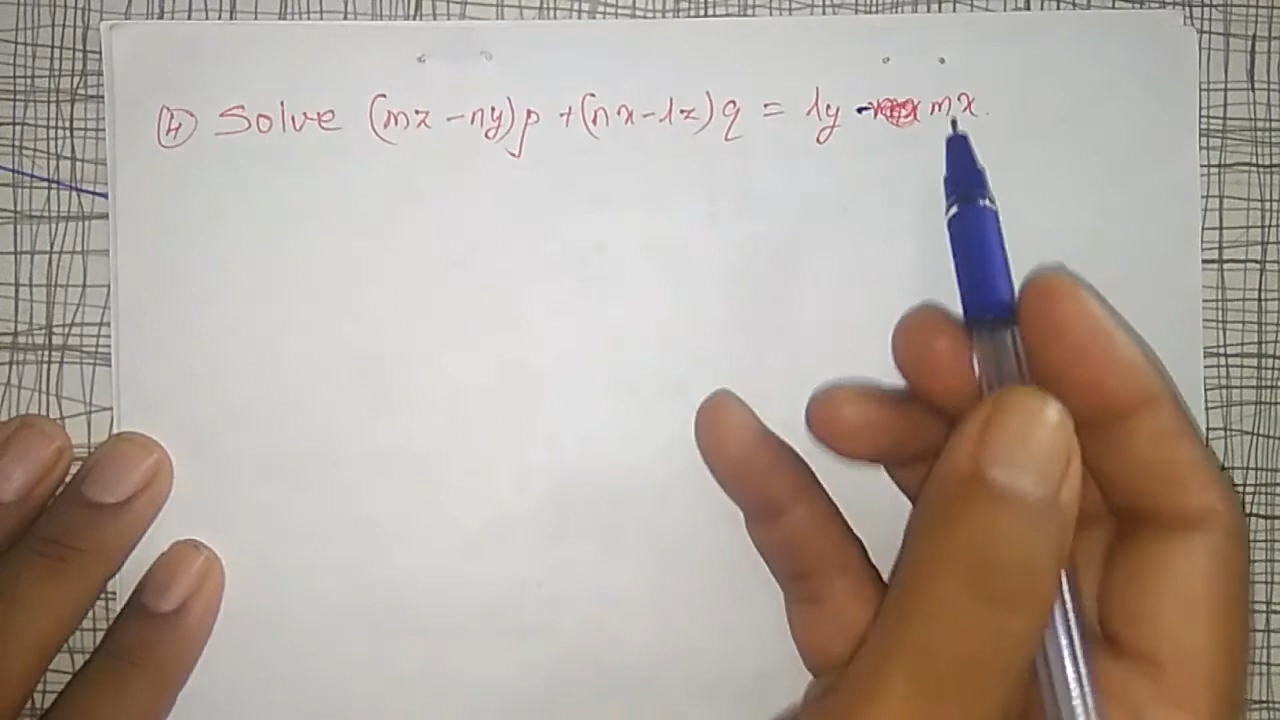 ④ Solve (mz - ny)p + (nx - lz)q = ly - mx.